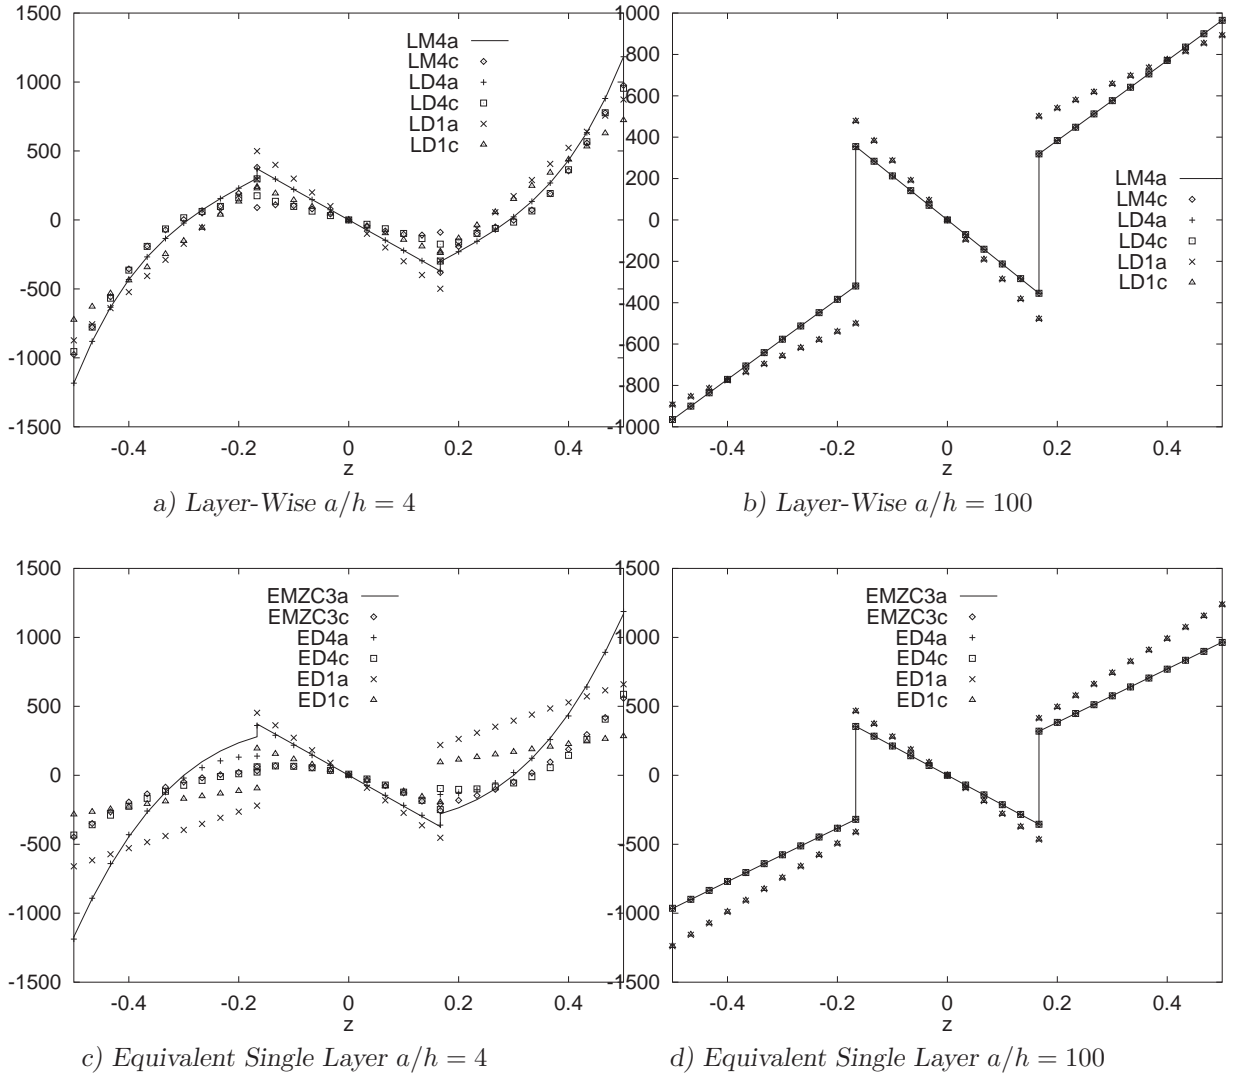 1500
1000
500
0
-500
-1000
-1500
LM4a
LM4c
LD4a
LD4c
LD1a
LD1c
-0.4 -0.2 0 0.2 0.4
z
a) Layer-Wise a/h = 4
1000
800
600
400
200
0
-200
-400
-600
-800
-1000
LM4a
LM4c
LD4a
LD4c
LD1a
LD1c
-0.4 -0.2 0 0.2 0.4
z
b) Layer-Wise a/h = 100
1500
1000
500
0
-500
-1000
-1500
EMZC3a
EMZC3c
ED4a
ED4c
ED1a
ED1c
-0.4 -0.2 0 0.2 0.4
z
c) Equivalent Single Layer a/h = 4
1500
1000
500
0
-500
-1000
-1500
EMZC3a
EMZC3c
ED4a
ED4c
ED1a
ED1c
-0.4 -0.2 0 0.2 0.4
z
d) Equivalent Single Layer a/h = 100